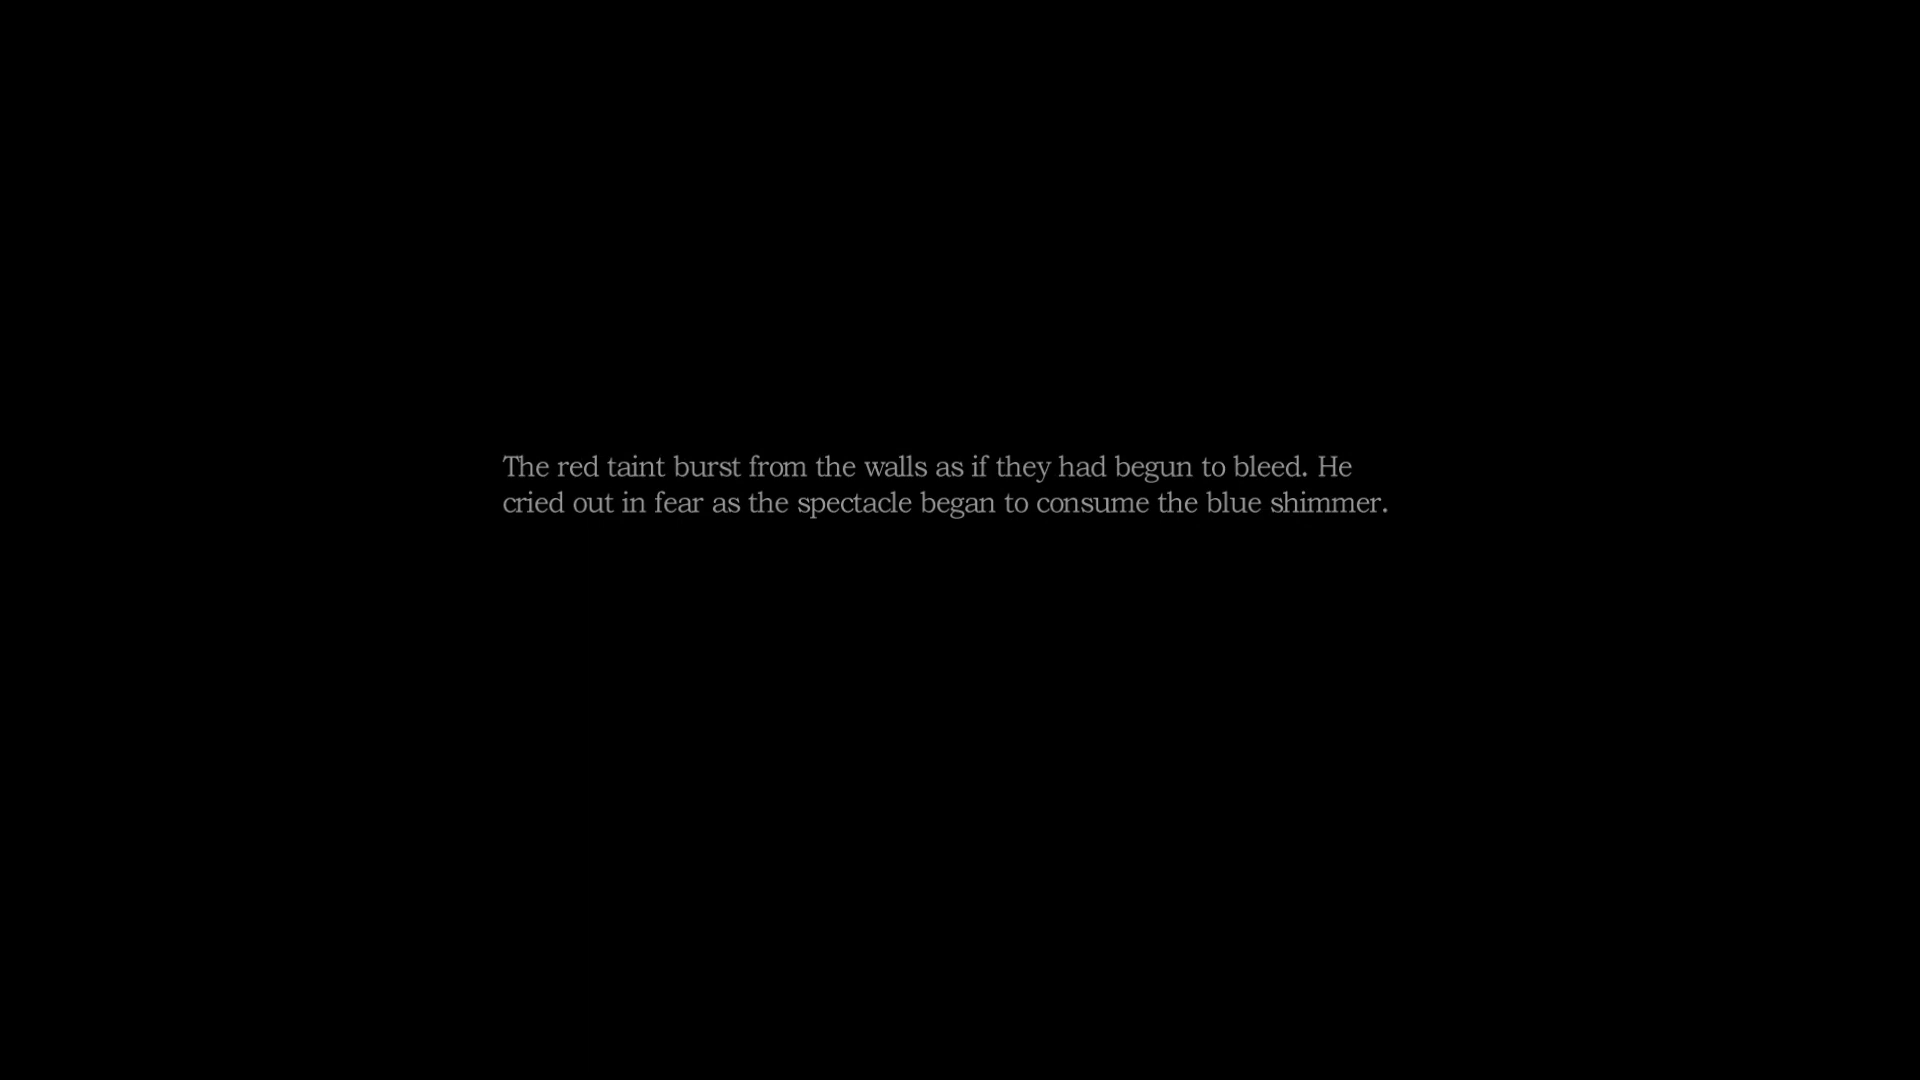 The red taint burst from the walls as if they had begun to bleed. He
cried out in fear as the spectacle began to consume the blue shimmer.